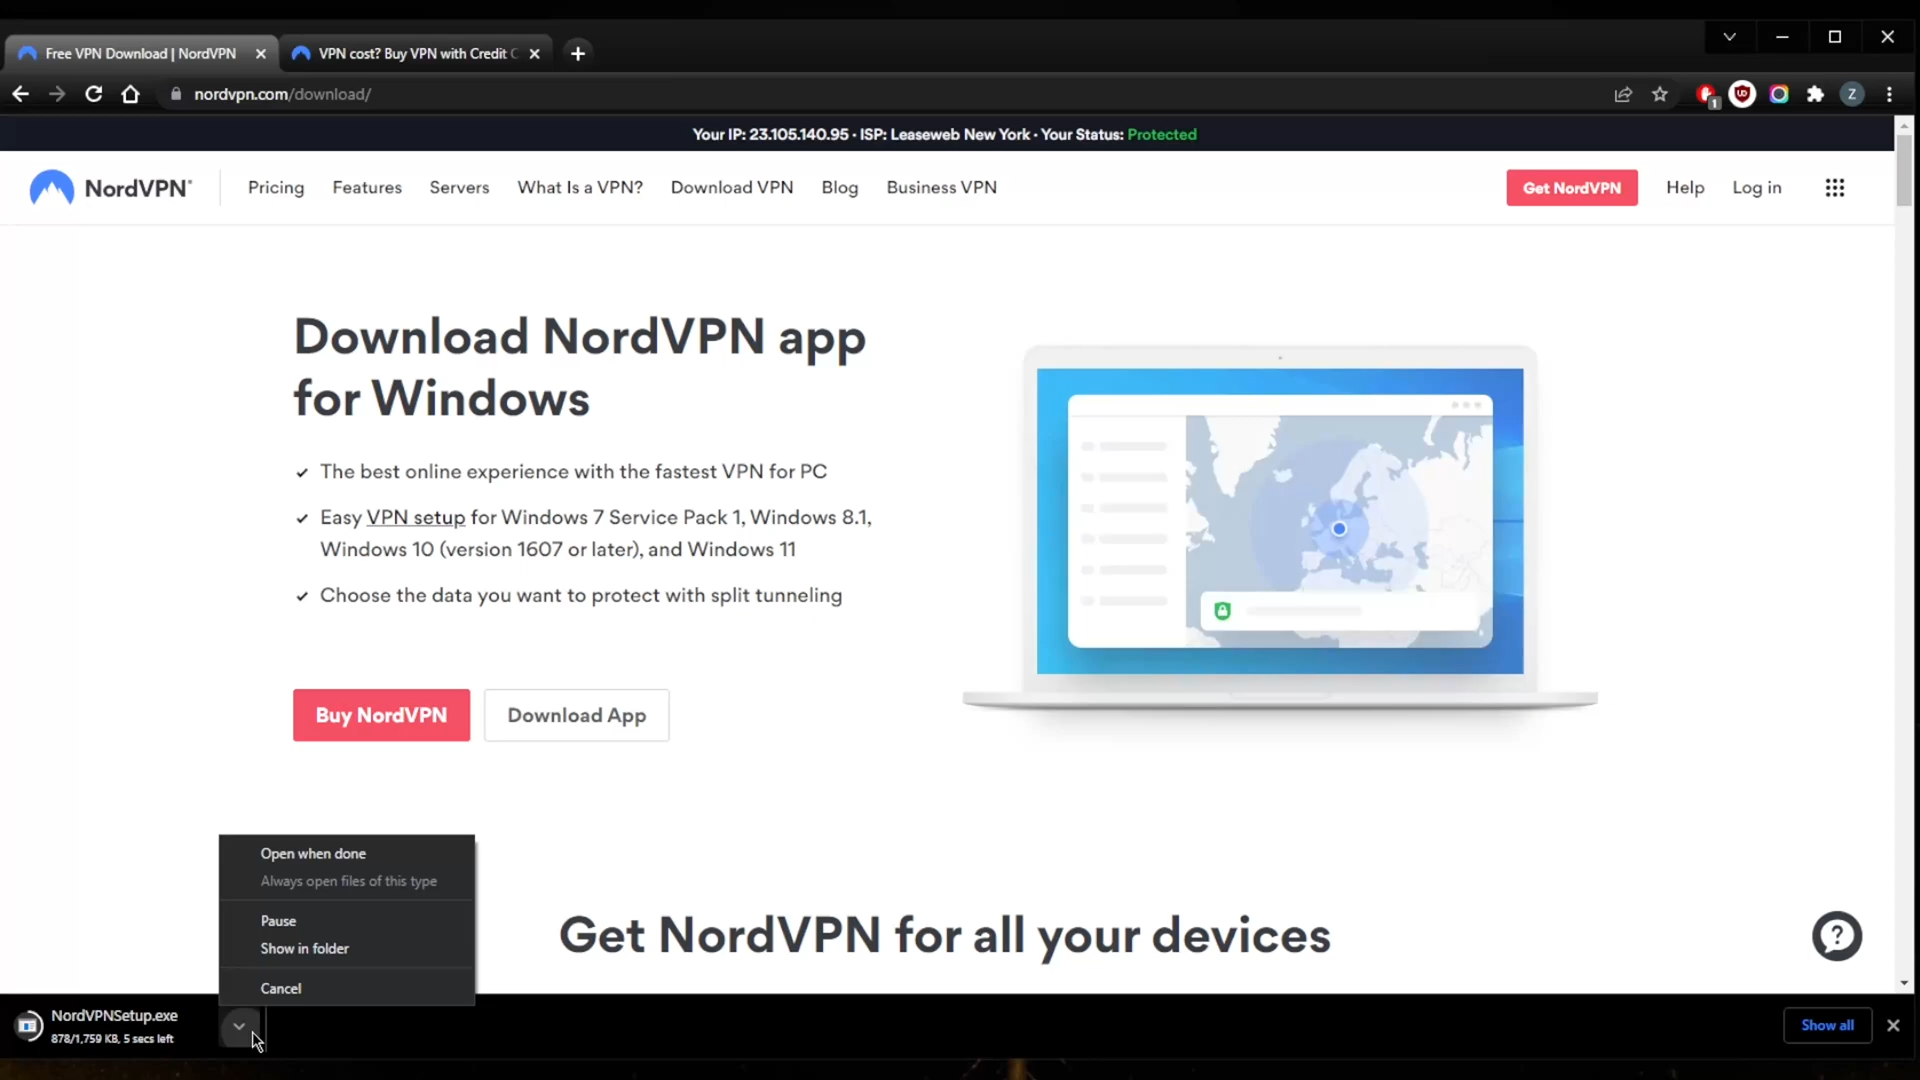 Free VPN Download | NordVPN
VPN cost? Buy VPN with Credit C
nordvpn.com/download/
1
UD
Z
Your IP: 23.105.140.95 · ISP: Leaseweb New York · Your Status: Protected
NordVPN®
Pricing
Features
Servers
What Is a VPN?
Download VPN
Blog
Business VPN
Get NordVPN
Help
Log in
Download NordVPN app
for Windows
The best online experience with the fastest VPN for PC
Easy VPN setup for Windows 7 Service Pack 1, Windows 8.1,
Windows 10 (version 1607 or later), and Windows 11
Choose the data you want to protect with split tunneling
Buy NordVPN
Download App
Open when done
Always open files of this type
Pause
Show in folder
Cancel
Get NordVPN for all your devices
?
NordVPNSetup.exe
878/1,759 KB, 5 secs left
Show all